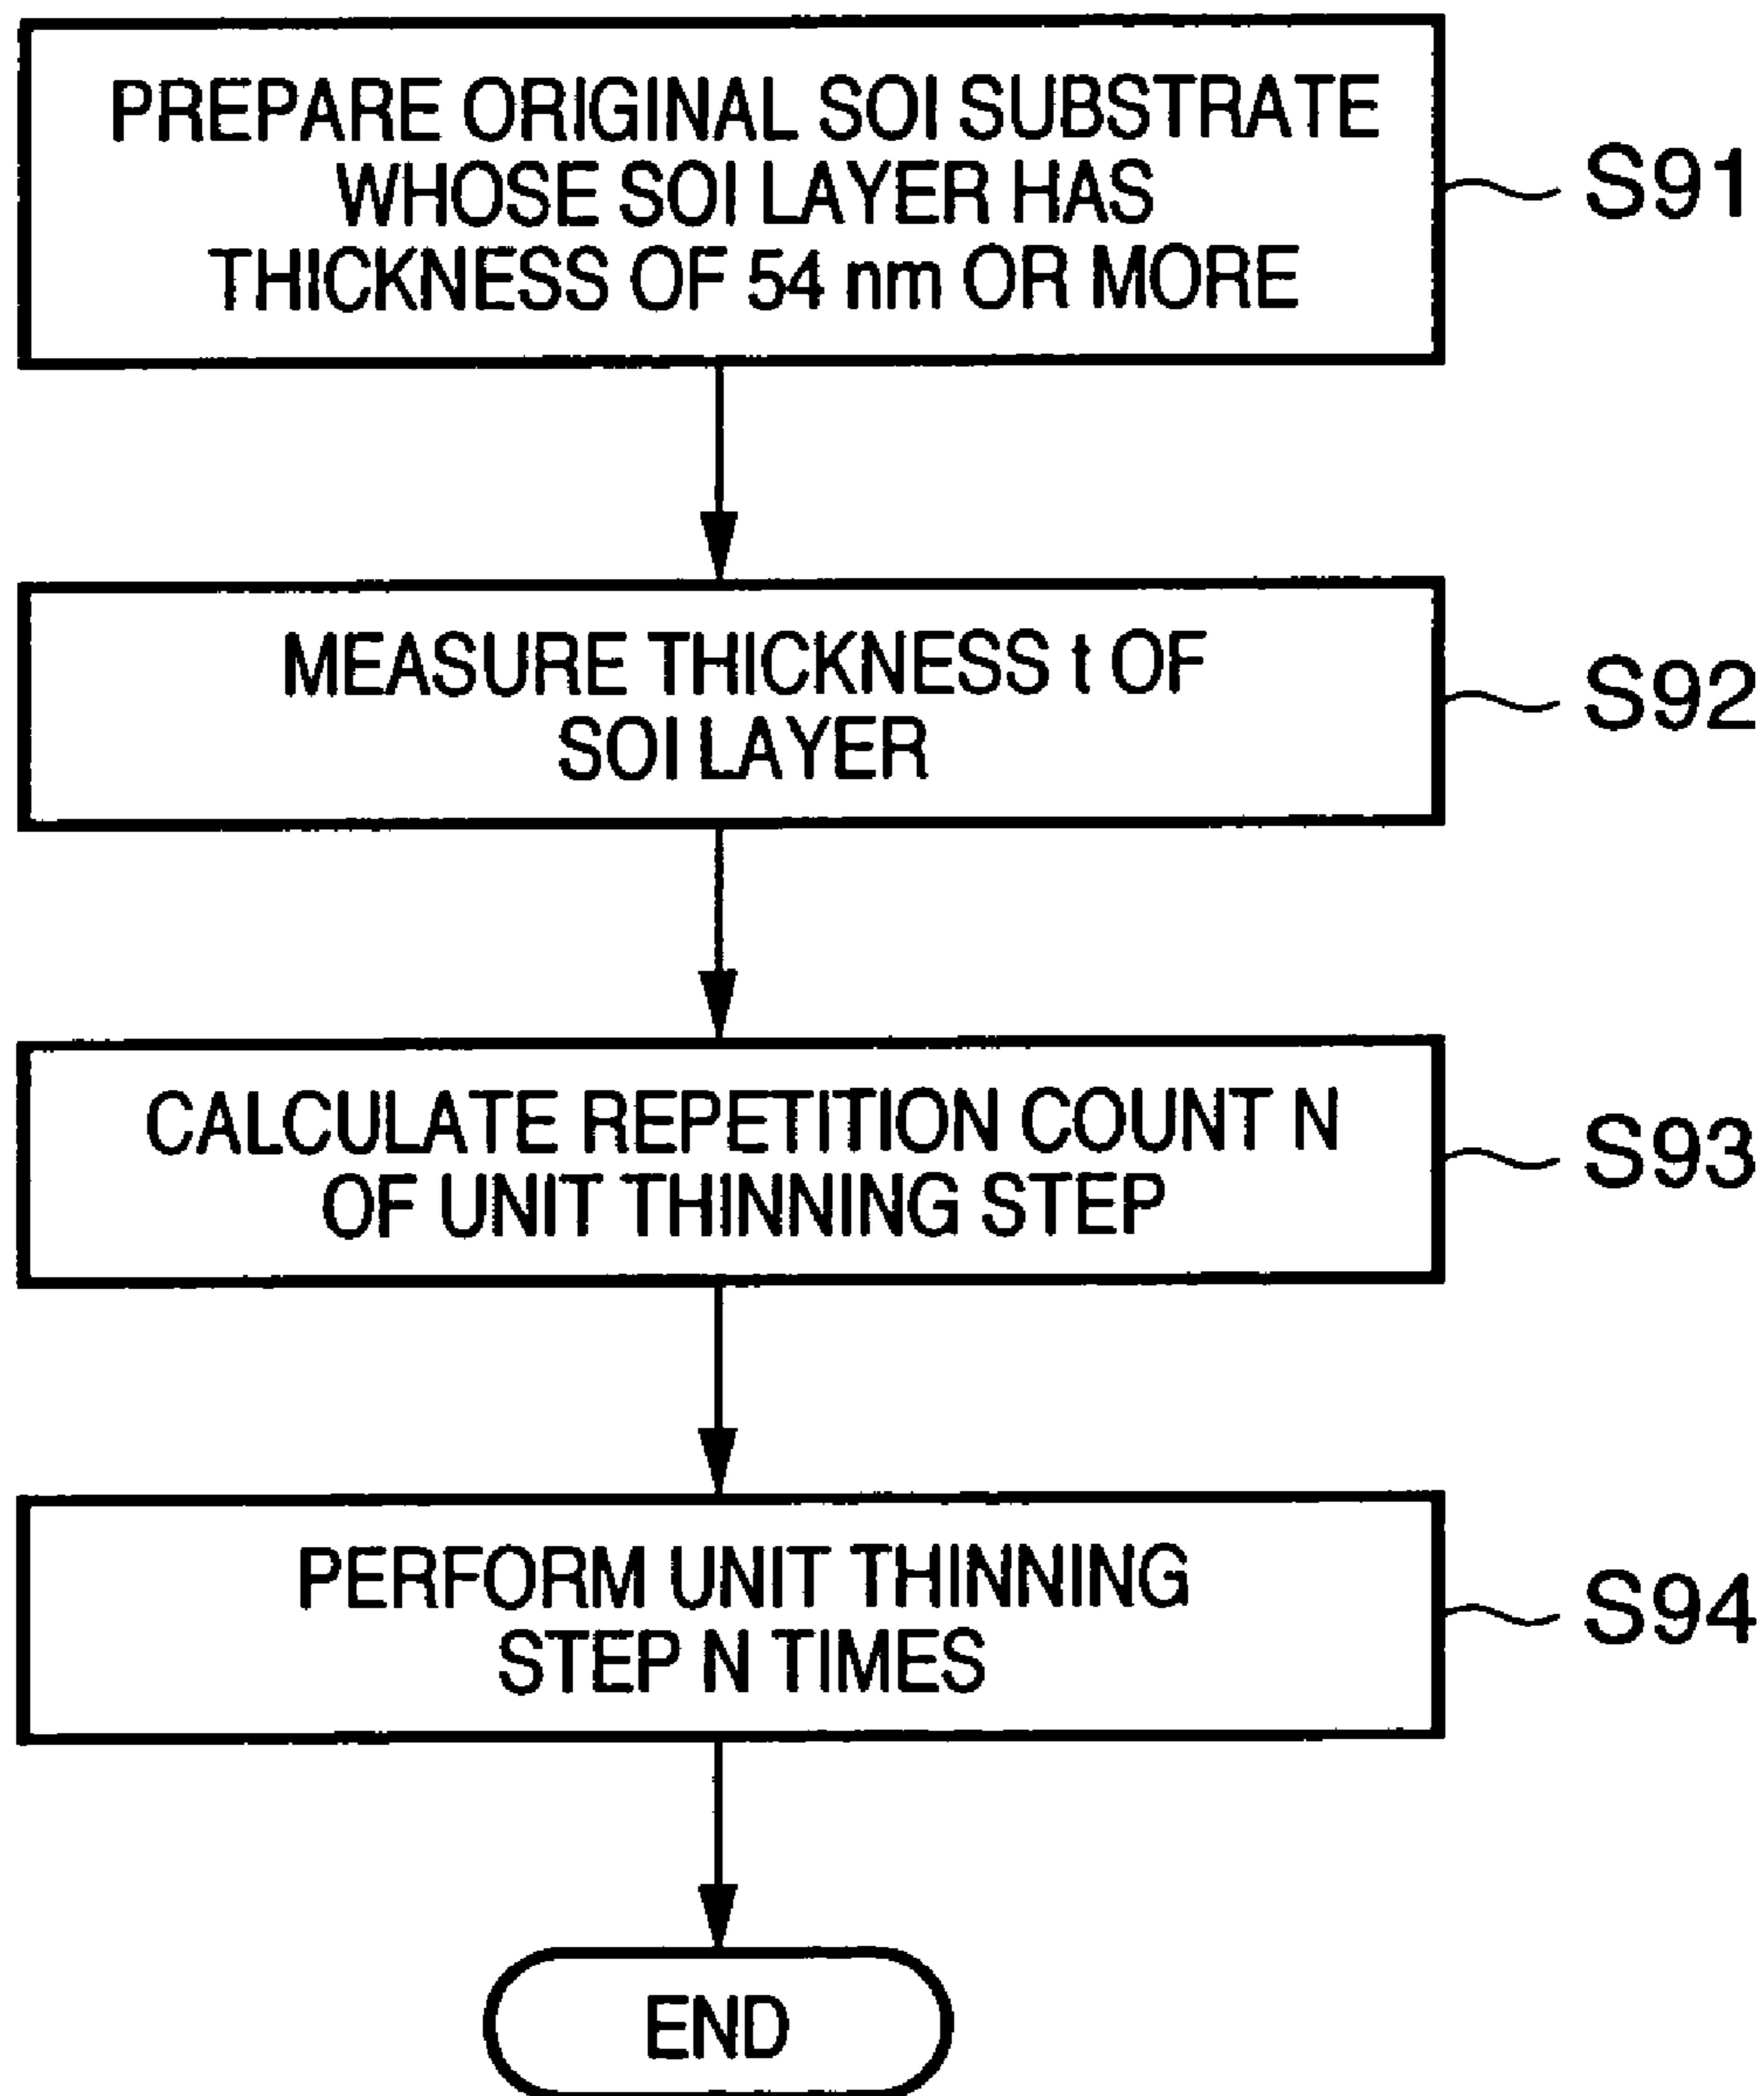 PREPARE ORIGINAL SOI SUBSTRATE
WHOSE SOI LAYER HAS
THICKNESS OF 54 nm OR MORE
S91
MEASURE THICKNESS t OF
SOI LAYER
S92
CALCULATE REPETITION COUNT N
OF UNIT THINNING STEP
S93
PERFORM UNIT THINNING
STEP N TIMES
S94
END